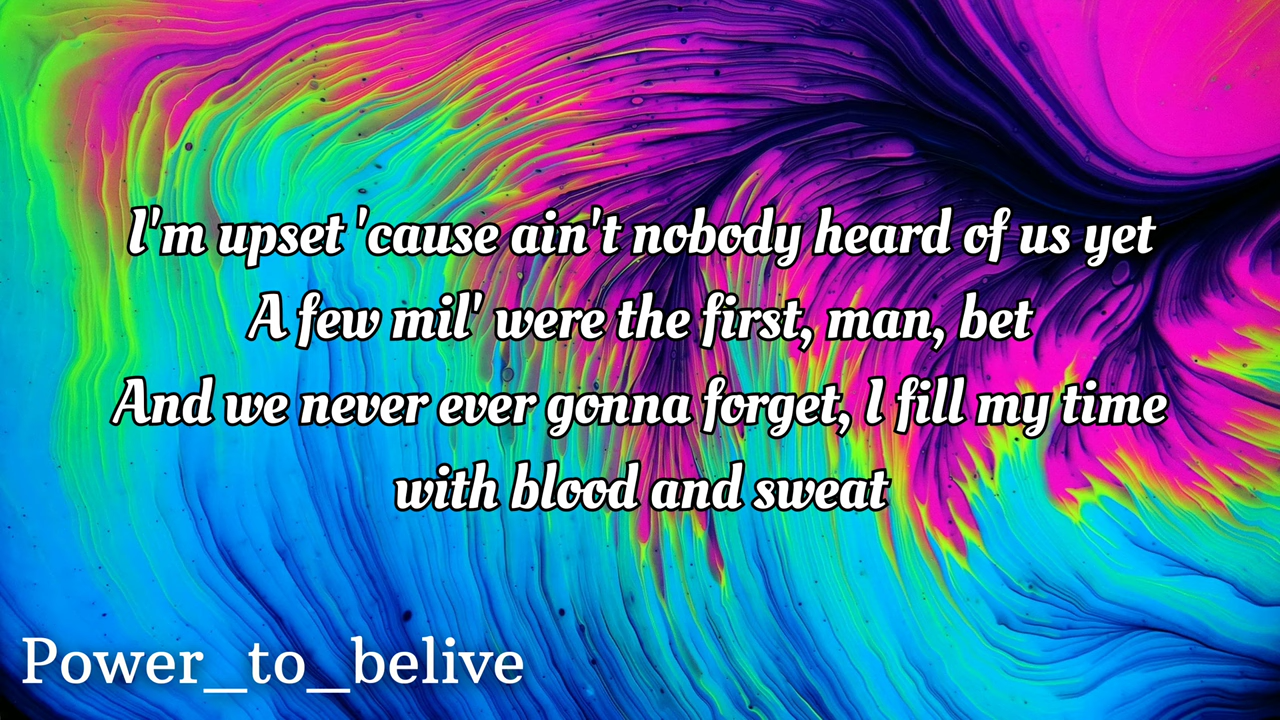 I'm upset 'cause ain't nobody heard of us yet
A few mil' were the first, man, bet
And we never ever gonna forget, I fill my time
with blood and sweat
Power_to_belive